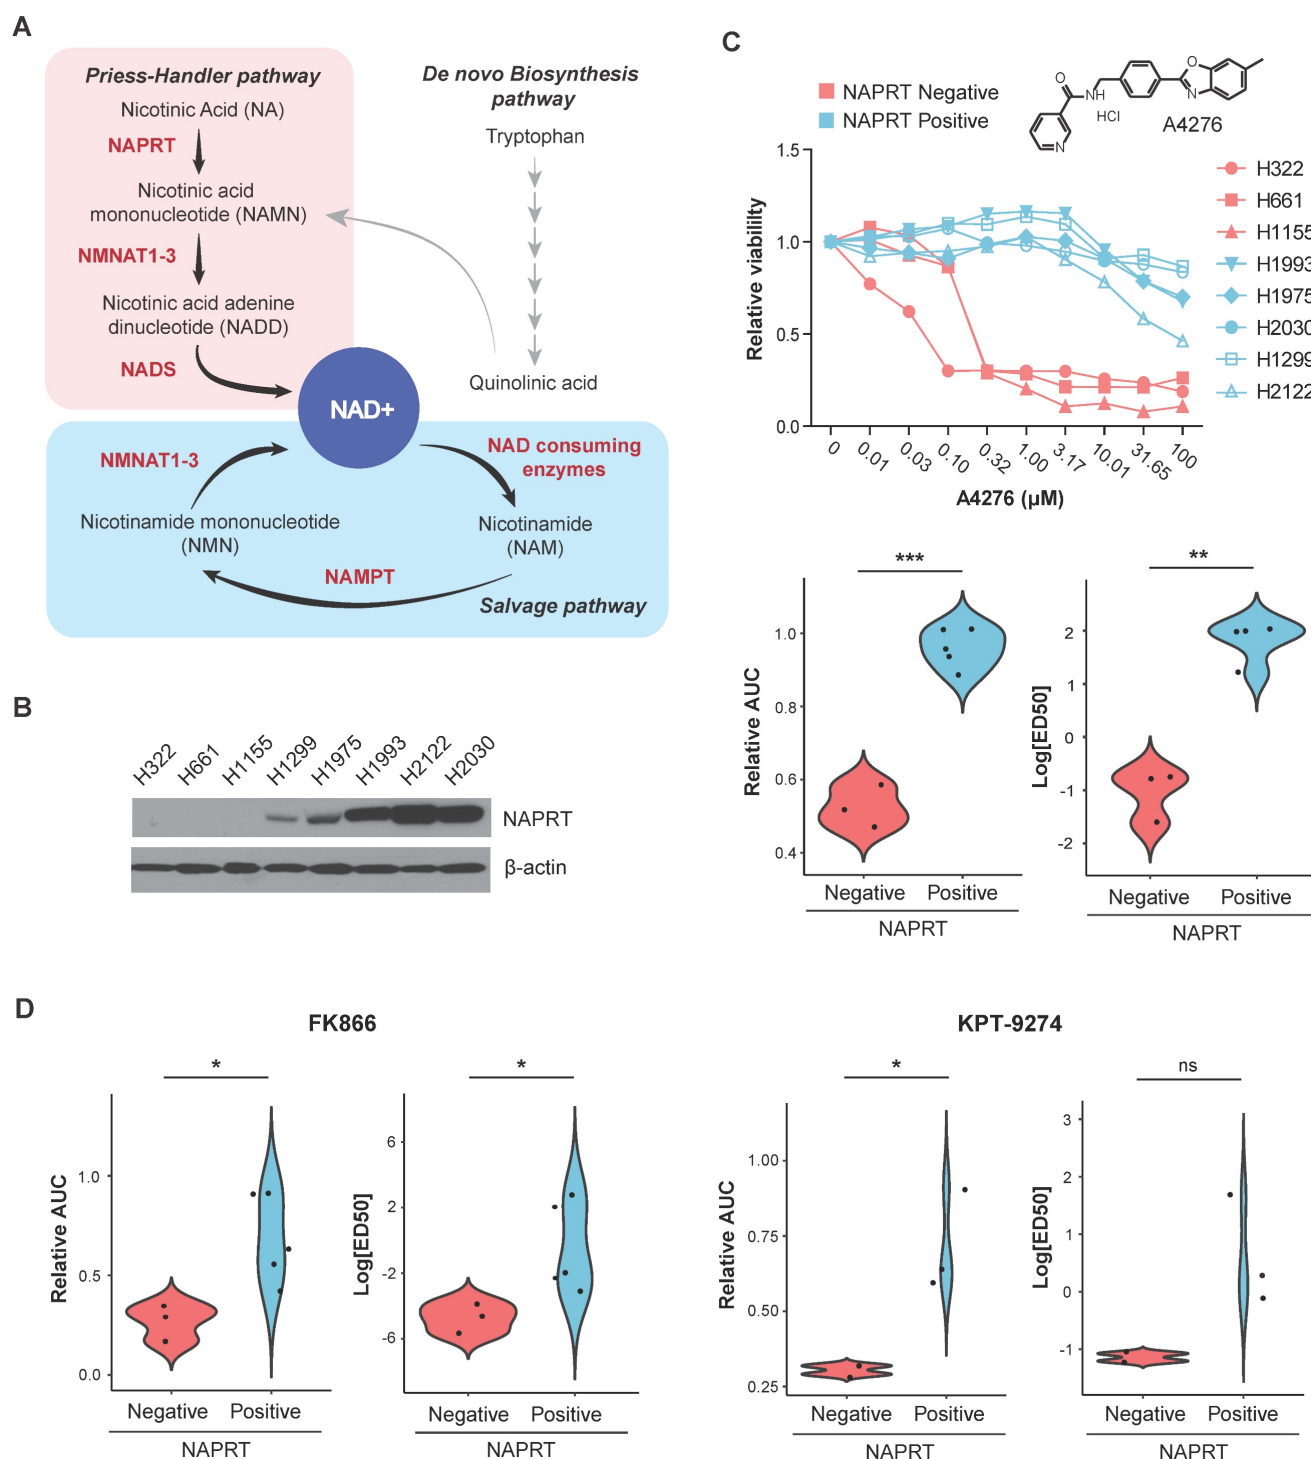 A
Priess-Handler pathway
Nicotinic Acid (NA)
NAPRT
Nicotinic acid
mononucleotide (NAMN)
NMNAT1-3
Nicotinic acid adenine
dinucleotide (NADD)
NADS
De novo Biosynthesis
pathway
Tryptophan
Quinolinic acid
NAD+
NMNAT1-3
NAD consuming
enzymes
Nicotinamide mononucleotide
(NMN)
Nicotinamide
(NAM)
NAMPT
Salvage pathway
B
H322
H661
H1155
H1299
H1975
H1993
H2122
H2030
NAPRT
β-actin
C
NAPRT Negative
NAPRT Positive
O
NH
HCl
N
O
N
A4276
H322
H661
H1155
H1993
H1975
H2030
H1299
H2122
Relative viability
1.5
1.0
0.5
0.0
0
0.01
0.03
0.10
0.32
1.00
3.17
10.01
31.65
100
A4276 (µM)
***
Relative AUC
1.0
0.8
0.6
0.4
Negative Positive
NAPRT
**
Log[ED50]
2
1
0
-1
-2
Negative Positive
NAPRT
D
FK866
*
Relative AUC
1.0
0.5
0.0
Negative Positive
NAPRT
*
Log[ED50]
6
2
-2
-6
Negative Positive
NAPRT
KPT-9274
*
Relative AUC
1.00
0.75
0.50
0.25
Negative Positive
NAPRT
ns
Log[ED50]
3
2
1
0
-1
Negative Positive
NAPRT